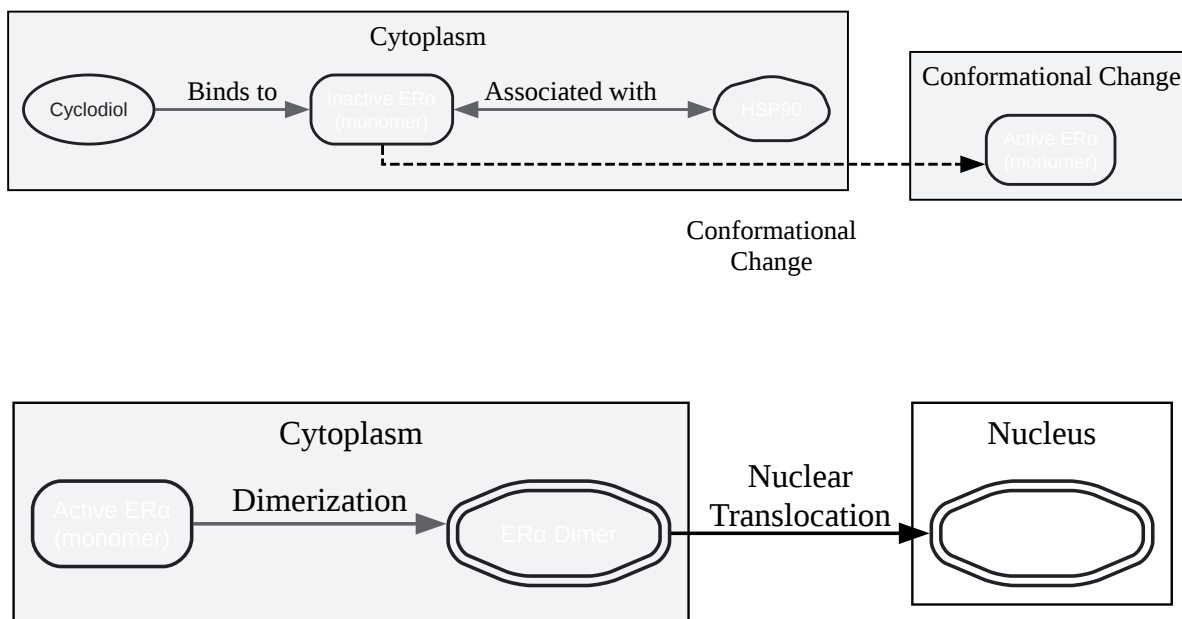 Cytoplasm
Cyclodiol
Binds to
Inactive ERα
(monomer)
Associated with
HSP90
Conformational Change
Active ERα
(monomer)
Conformational
Change
Cytoplasm
Active ERα
(monomer)
Dimerization
ERα Dimer
Nuclear
Translocation
Nucleus